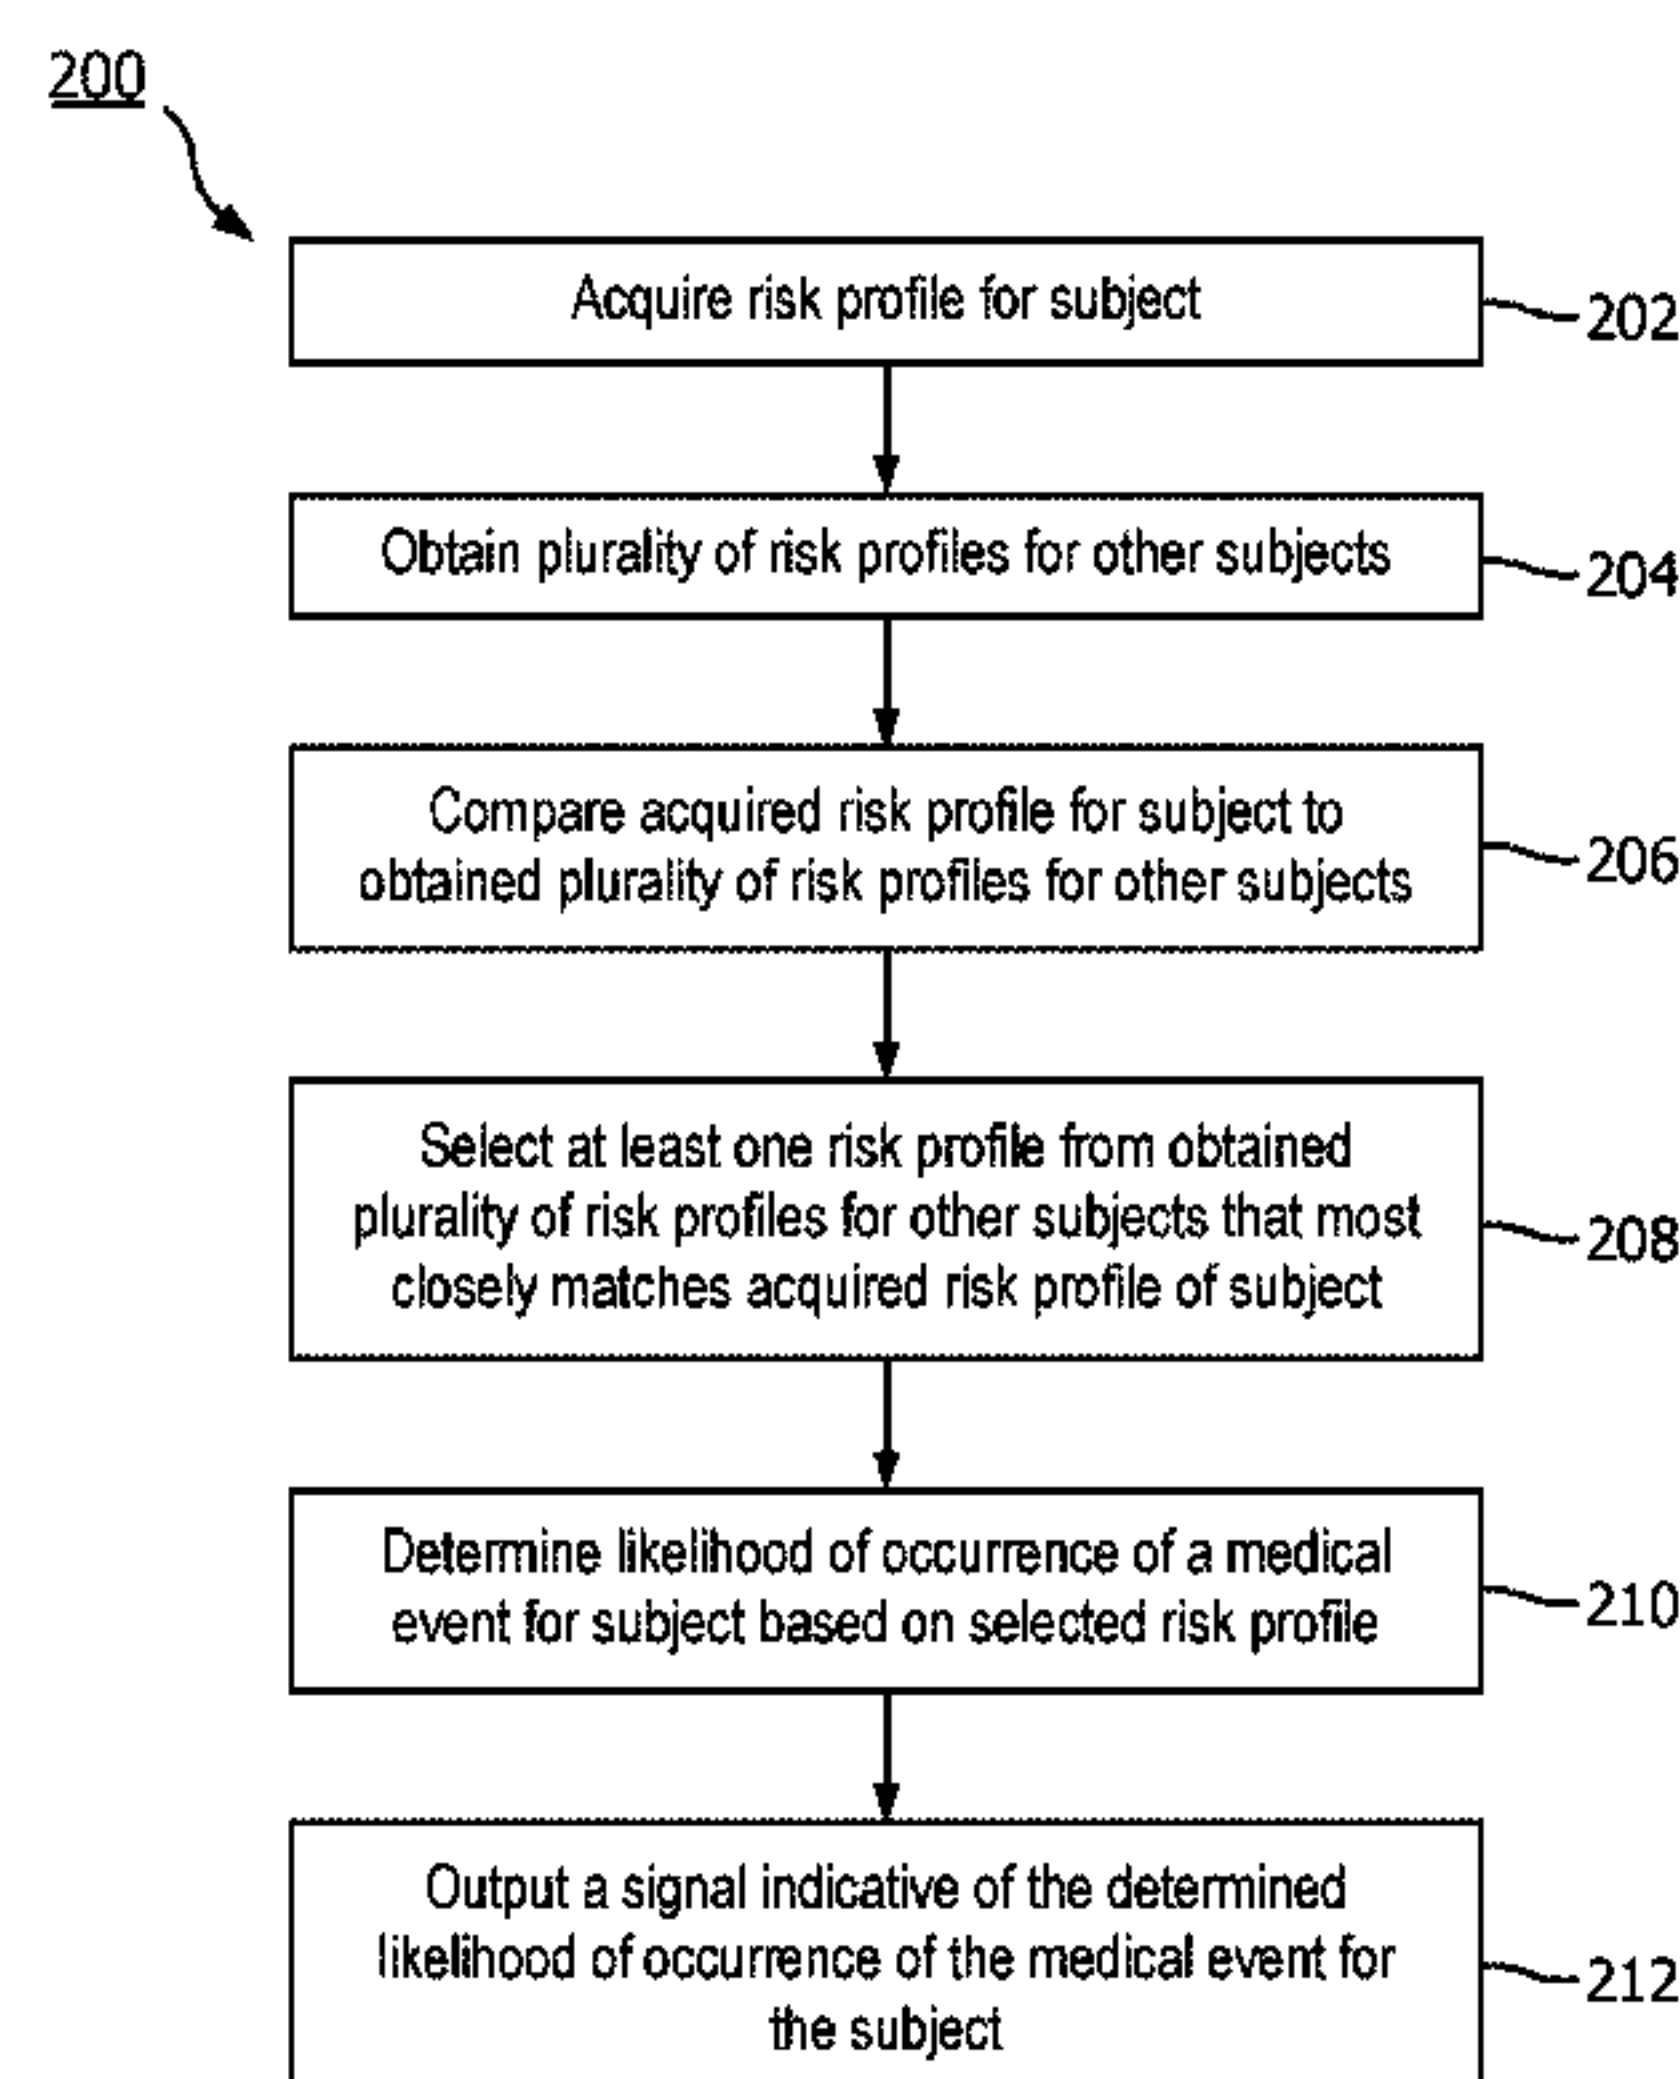 200
Acquire risk profile for subject
202
Obtain plurality of risk profiles for other subjects
204
Compare acquired risk profile for subject to
obtained plurality of risk profiles for other subjects
206
Select at least one risk profile from obtained
plurality of risk profiles for other subjects that most
closely matches acquired risk profile of subject
208
Determine likelihood of occurrence of a medical
event for subject based on selected risk profile
210
Output a signal indicative of the determined
likelihood of occurrence of the medical event for
the subject
212